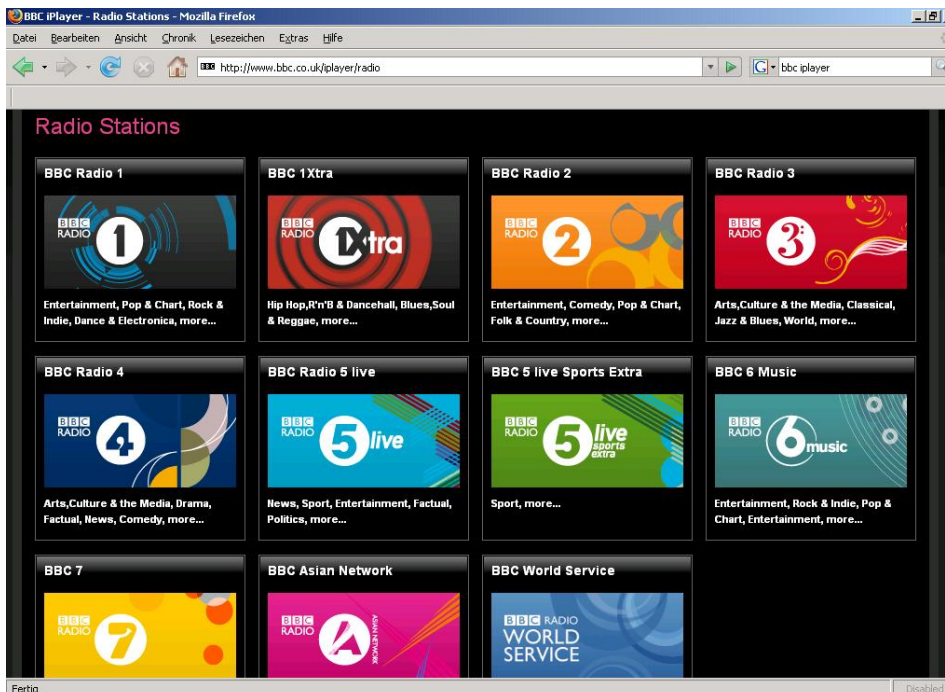 BBC iPlayer - Radio Stations - Mozilla Firefox
Datei Bearbeiten Ansicht Chronik Lesezeichen Extras Hilfe
BBC http://www.bbc.co.uk/iplayer/radio G bbc iplayer
Radio Stations
BBC Radio 1
BBC 1Xtra
BBC Radio 2
BBC Radio 3
BBC RADIO 1
BBC RADIO 1Xtra
BBC RADIO 2
BBC RADIO 3
Entertainment, Pop & Chart, Rock &
Indie, Dance & Electronica, more...
Hip Hop,R'n'B & Dancehall, Blues,Soul
& Reggae, more...
Entertainment, Comedy, Pop & Chart,
Folk & Country, more...
Arts,Culture & the Media, Classical,
Jazz & Blues, World, more...
BBC Radio 4
BBC Radio 5 live
BBC 5 live Sports Extra
BBC 6 Music
BBC RADIO 4
BBC RADIO 5 live
BBC RADIO 5 live sports extra
BBC RADIO 6 music
Arts,Culture & the Media, Drama,
Factual, News, Comedy, more...
News, Sport, Entertainment, Factual,
Politics, more...
Sport, more...
Entertainment, Rock & Indie, Pop &
Chart, Entertainment, more...
BBC 7
BBC Asian Network
BBC World Service
BBC RADIO 7
BBC RADIO A ASIAN NETWORK
BBC RADIO
WORLD
SERVICE
Fertig Disabled